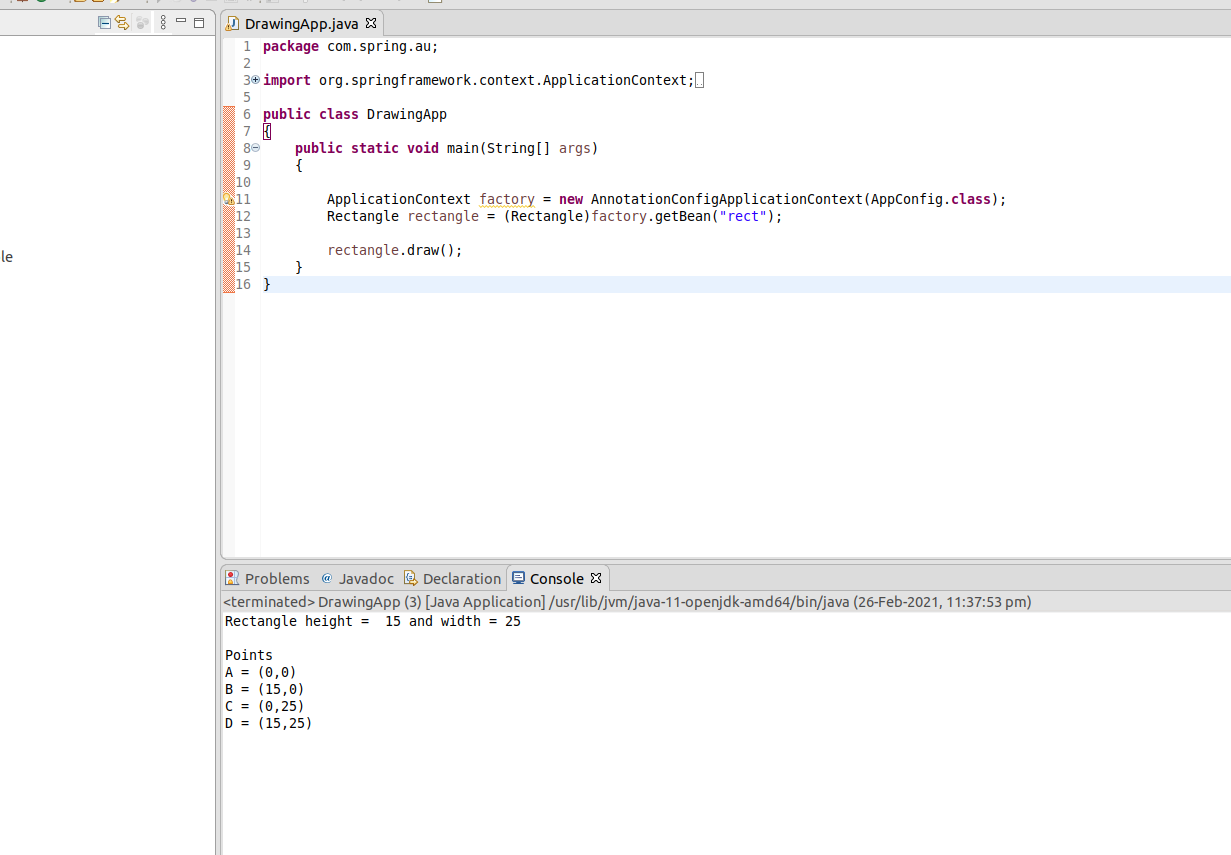 DrawingApp.java
1 package com.spring.au;
2
3 import org.springframework.context.ApplicationContext;
5
6 public class DrawingApp
7 {
8 public static void main(String[] args)
9 {
10
11 ApplicationContext factory = new AnnotationConfigApplicationContext(AppConfig.class);
12 Rectangle rectangle = (Rectangle)factory.getBean("rect");
13
14 rectangle.draw();
15 }
16 }
le
Problems @ Javadoc Declaration Console
<terminated> DrawingApp (3) [Java Application] /usr/lib/jvm/java-11-openjdk-amd64/bin/java (26-Feb-2021, 11:37:53 pm)
Rectangle height =  15 and width = 25
Points
A = (0,0)
B = (15,0)
C = (0,25)
D = (15,25)